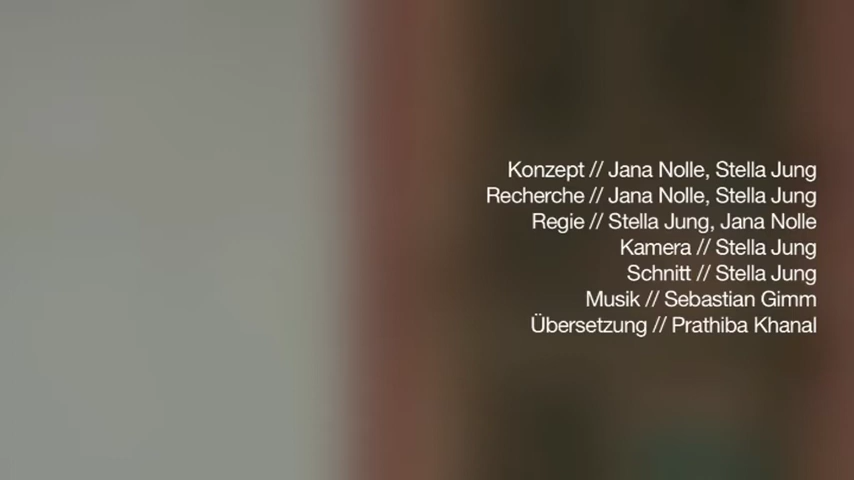 Konzept // Jana Nolle, Stella Jung
Recherche // Jana Nolle, Stella Jung
Regie // Stella Jung, Jana Nolle
Kamera // Stella Jung
Schnitt // Stella Jung
Musik // Sebastian Gimm
Übersetzung // Prathiba Khanal